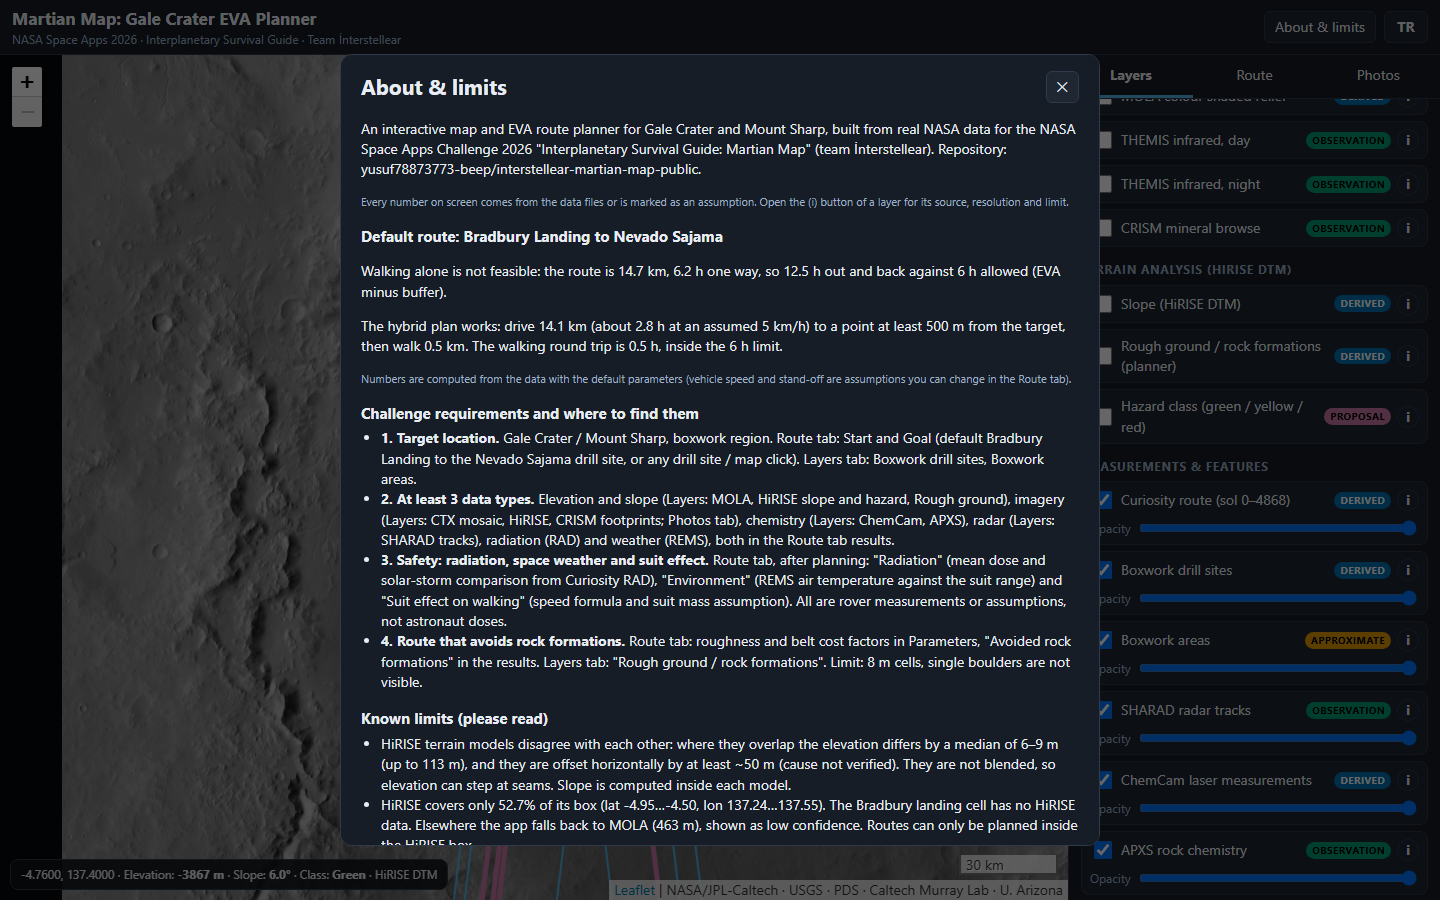 Martian Map: Gale Crater EVA Planner
NASA Space Apps 2026 · Interplanetary Survival Guide · Team İnterstellear
About & limits
TR
+
−
Layers
Route
Photos
DERIVED
i
THEMIS infrared, day
OBSERVATION
i
THEMIS infrared, night
OBSERVATION
i
CRISM mineral browse
OBSERVATION
i
RRAIN ANALYSIS (HIRISE DTM)
Slope (HiRISE DTM)
DERIVED
i
Rough ground / rock formations
(planner)
DERIVED
i
Hazard class (green / yellow /
red)
PROPOSAL
i
ASUREMENTS & FEATURES
Curiosity route (sol 0–4868)
DERIVED
i
pacity
Boxwork drill sites
DERIVED
i
pacity
Boxwork areas
APPROXIMATE
i
pacity
SHARAD radar tracks
OBSERVATION
i
pacity
ChemCam laser measurements
DERIVED
i
pacity
APXS rock chemistry
OBSERVATION
i
Opacity
About & limits
×
An interactive map and EVA route planner for Gale Crater and Mount Sharp, built from real NASA data for the NASA
Space Apps Challenge 2026 "Interplanetary Survival Guide: Martian Map" (team İnterstellear). Repository:
yusuf78873773-beep/interstellear-martian-map-public.
Every number on screen comes from the data files or is marked as an assumption. Open the (i) button of a layer for its source, resolution and limit.
Default route: Bradbury Landing to Nevado Sajama
Walking alone is not feasible: the route is 14.7 km, 6.2 h one way, so 12.5 h out and back against 6 h allowed (EVA
minus buffer).
The hybrid plan works: drive 14.1 km (about 2.8 h at an assumed 5 km/h) to a point at least 500 m from the target,
then walk 0.5 km. The walking round trip is 0.5 h, inside the 6 h limit.
Numbers are computed from the data with the default parameters (vehicle speed and stand-off are assumptions you can change in the Route tab).
Challenge requirements and where to find them
• 1. Target location. Gale Crater / Mount Sharp, boxwork region. Route tab: Start and Goal (default Bradbury
Landing to the Nevado Sajama drill site, or any drill site / map click). Layers tab: Boxwork drill sites, Boxwork
areas.
• 2. At least 3 data types. Elevation and slope (Layers: MOLA, HiRISE slope and hazard, Rough ground), imagery
(Layers: CTX mosaic, HiRISE, CRISM footprints; Photos tab), chemistry (Layers: ChemCam, APXS), radar (Layers:
SHARAD tracks), radiation (RAD) and weather (REMS), both in the Route tab results.
• 3. Safety: radiation, space weather and suit effect. Route tab, after planning: "Radiation" (mean dose and
solar-storm comparison from Curiosity RAD), "Environment" (REMS air temperature against the suit range) and
"Suit effect on walking" (speed formula and suit mass assumption). All are rover measurements or assumptions,
not astronaut doses.
• 4. Route that avoids rock formations. Route tab: roughness and belt cost factors in Parameters, "Avoided rock
formations" in the results. Layers tab: "Rough ground / rock formations". Limit: 8 m cells, single boulders are not
visible.
Known limits (please read)
• HiRISE terrain models disagree with each other: where they overlap the elevation differs by a median of 6–9 m
(up to 113 m), and they are offset horizontally by at least ~50 m (cause not verified). They are not blended, so
elevation can step at seams. Slope is computed inside each model.
• HiRISE covers only 52.7% of its box (lat -4.95…-4.50, lon 137.24…137.55). The Bradbury landing cell has no HiRISE
data. Elsewhere the app falls back to MOLA (463 m), shown as low confidence. Routes can only be planned inside
the HiRISE box.
-4.7600, 137.4000 · Elevation: -3867 m · Slope: 6.0° · Class: Green · HiRISE DTM
30 km
Leaflet | NASA/JPL-Caltech · USGS · PDS · Caltech Murray Lab · U. Arizona